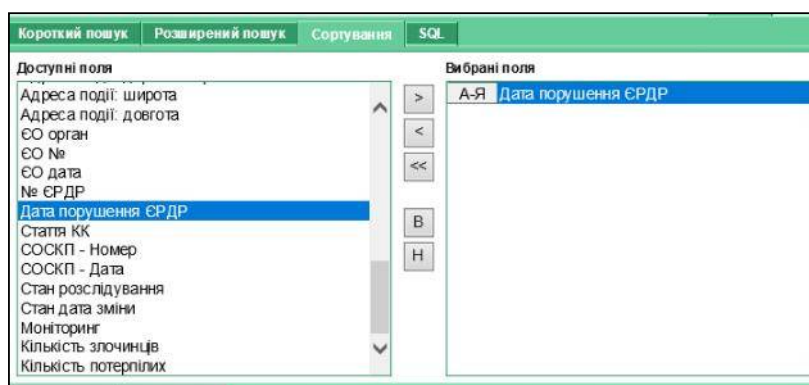 Короткий пошук Розширений пошук Сортування SQL
Доступні поля Вибрані поля
Адреса події: широта
Адреса події: довгота
ЄО орган
ЄО №
ЄО дата
№ ЄРДР
Дата порушення ЄРДР
Стаття КК
СОСКП - Номер
СОСКП - Дата
Стан розслідування
Стан дата зміни
Моніторинг
Кількість злочинців
Кількість потерпілих
>
<
<<
В
Н
А-Я Дата порушення ЄРДР